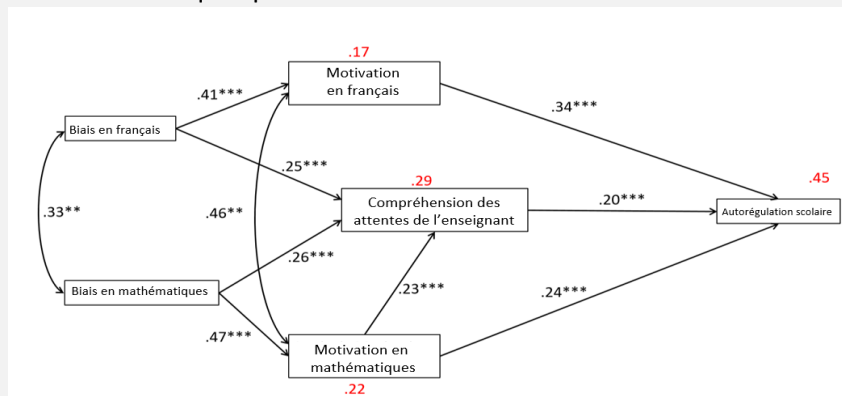 .17
Motivation
en français
.41***
.34***
Biais en français
.25***
.29
.45
Compréhension des
attentes de l'enseignant
.20***
Autorégulation scolaire
.33**
.46**
.26***
Biais en mathématiques
.23***
.24***
.47***
Motivation en
mathématiques
.22